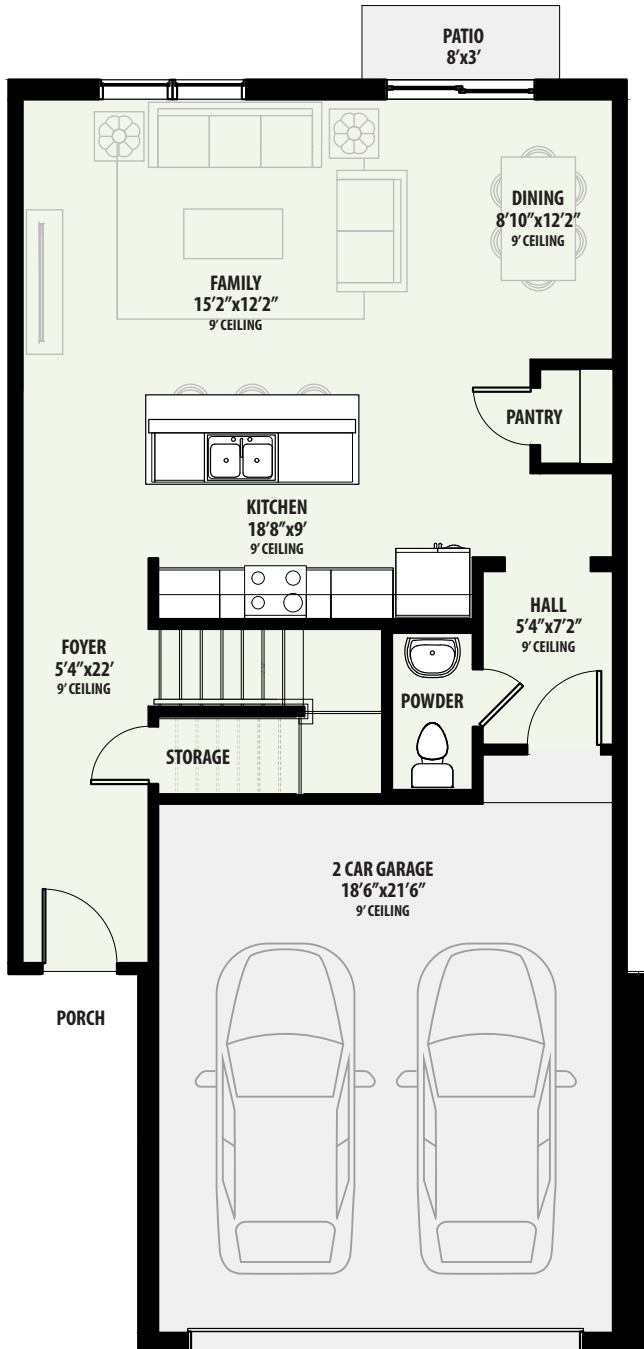 PATIO
8'x3'
DINING
8'10"x12'2"
9' CEILING
FAMILY
15'2"x12'2"
9' CEILING
PANTRY
KITCHEN
18'8"x9'
9' CEILING
HALL
5'4"x7'2"
9' CEILING
FOYER
5'4"x22'
9' CEILING
POWDER
STORAGE
2 CAR GARAGE
18'6"x21'6"
9' CEILING
PORCH